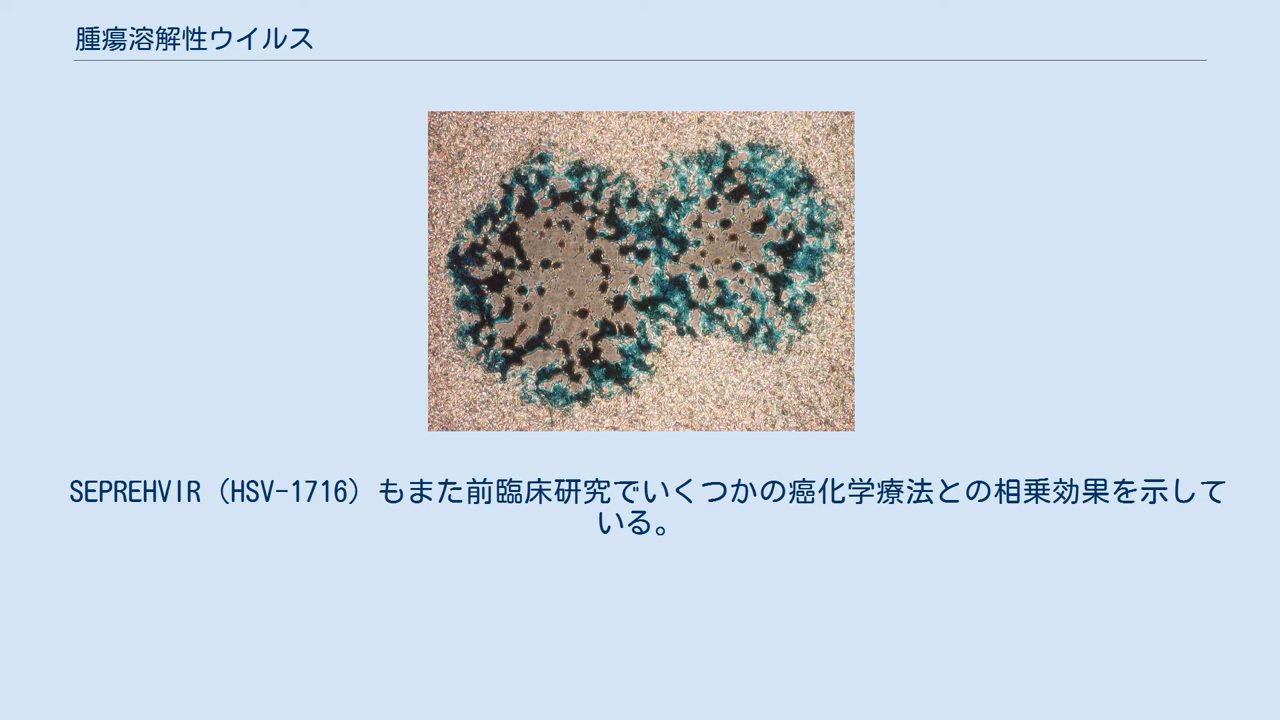 腫瘍溶解性ウイルス
SEPREHVIR（HSV-1716）もまた前臨床研究でいくつかの癌化学療法との相乗効果を示して
いる。